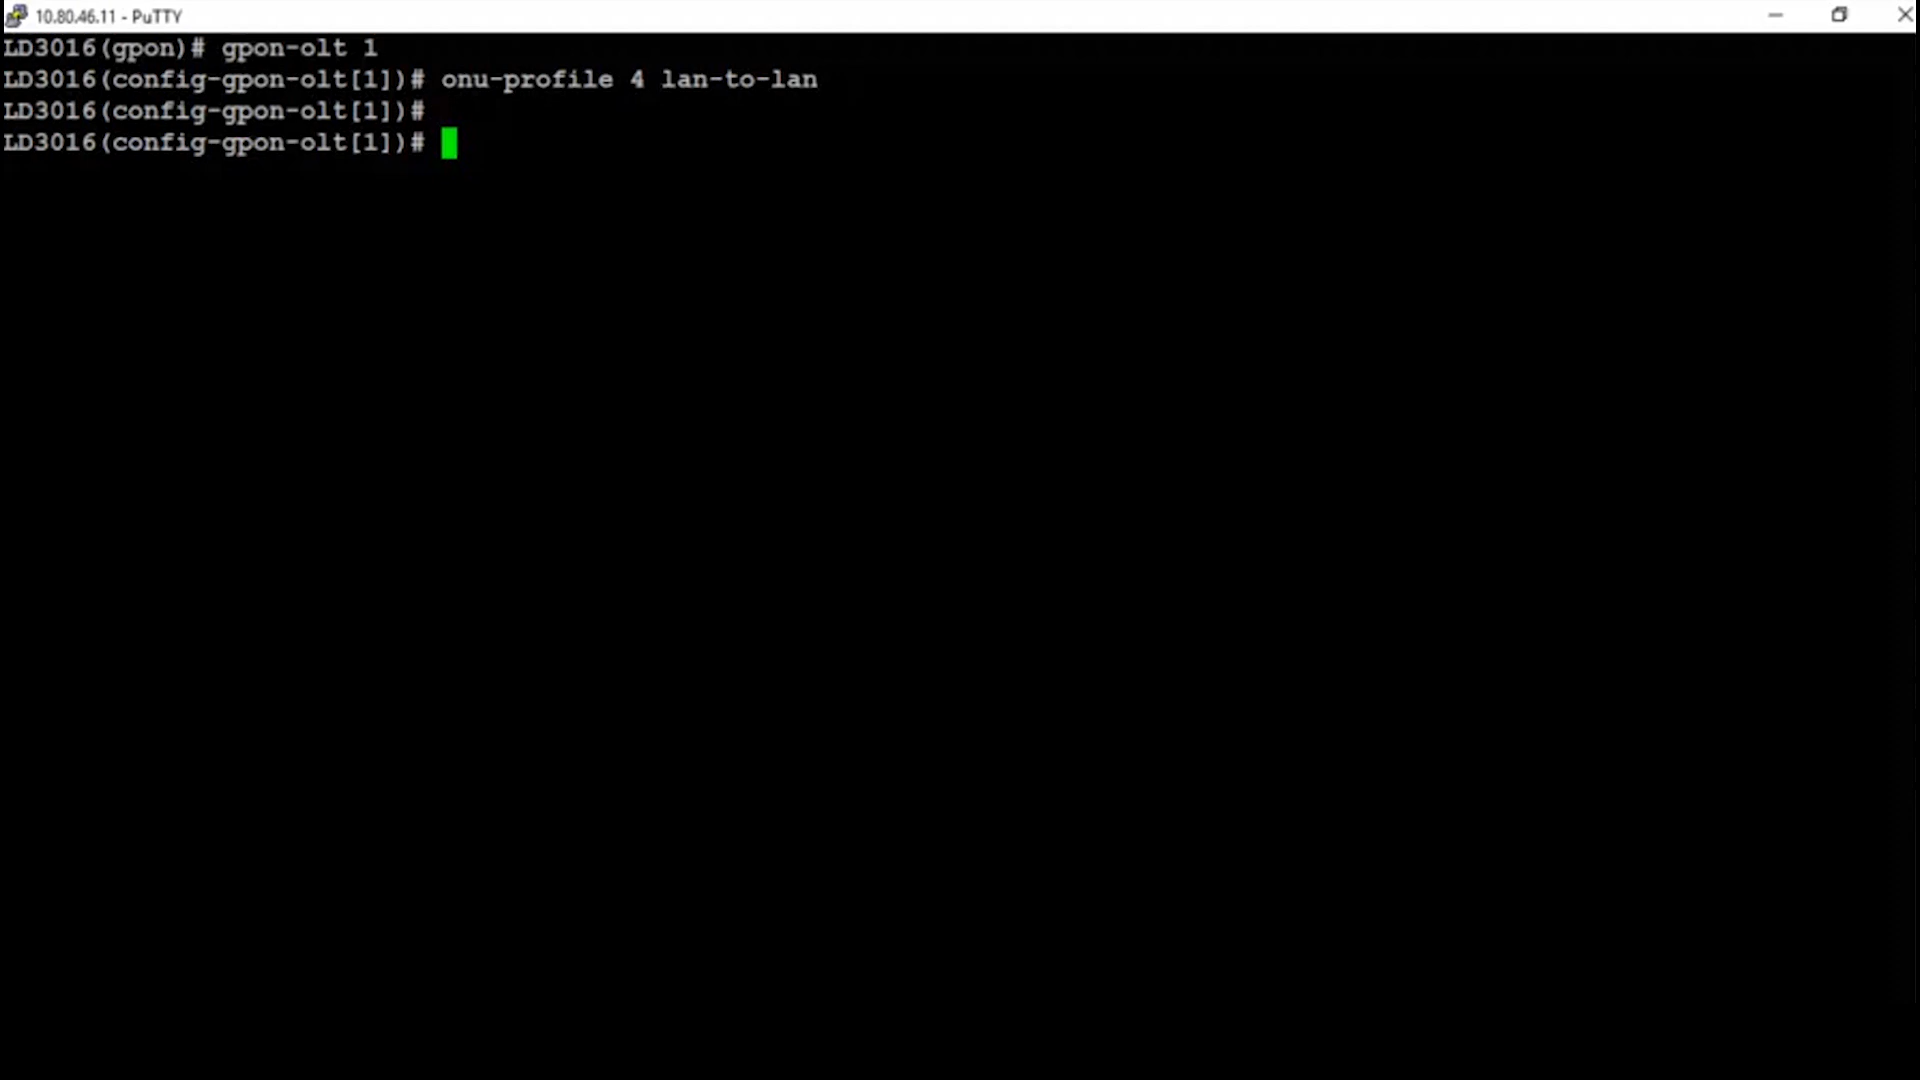 10.80.46.11 - PuTTY
LD3016(gpon)# gpon-olt 1
LD3016(config-gpon-olt[1])# onu-profile 4 lan-to-lan
LD3016(config-gpon-olt[1])#
LD3016(config-gpon-olt[1])#